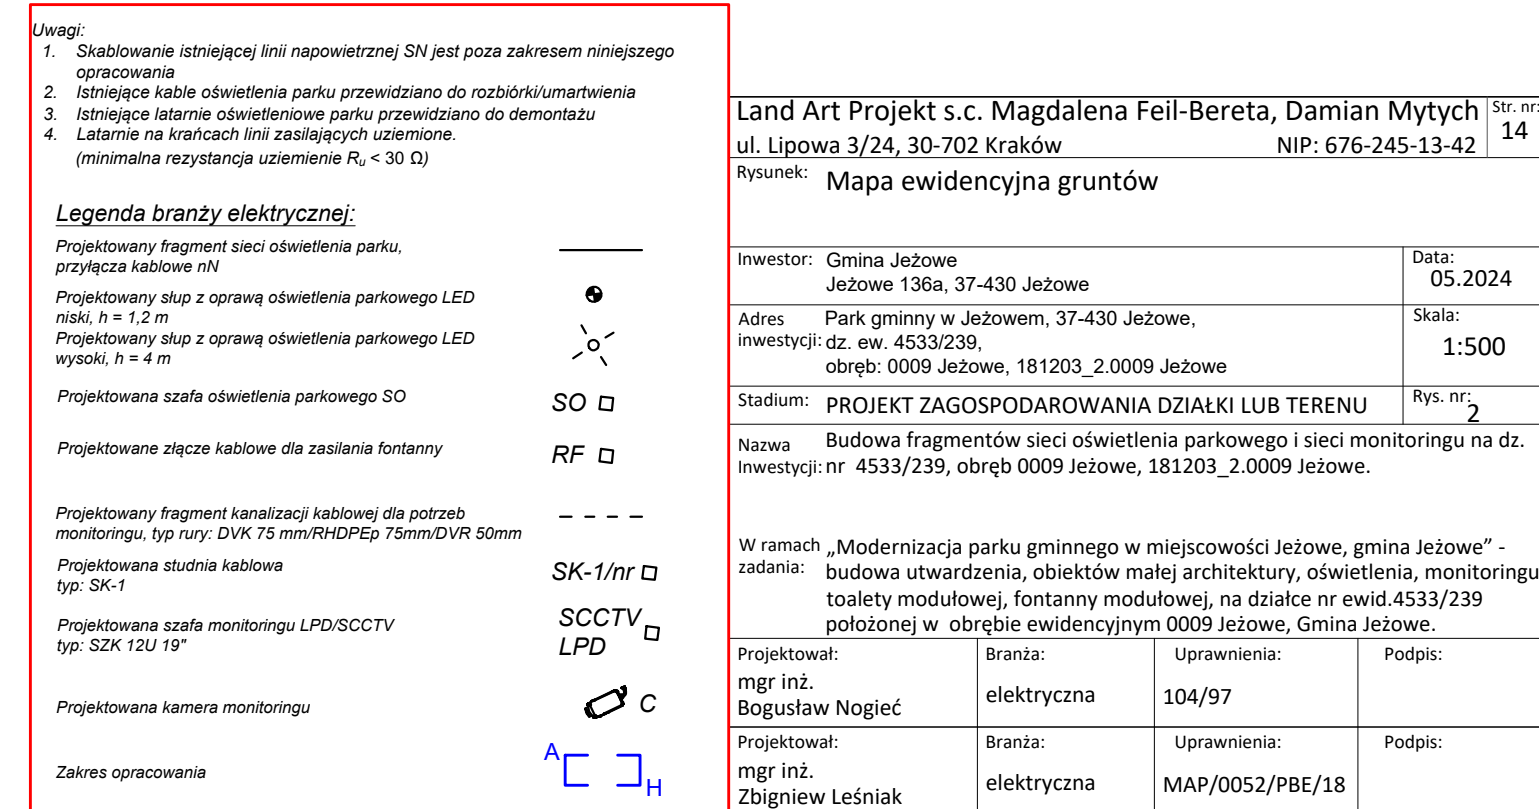 Uwagi:
1. Skablowanie istniejącej linii napowietrznej SN jest poza zakresem niniejszego
opracowania
2. Istniejące kable oświetlenia parku przewidziano do rozbiórki/umartwienia
3. Istniejące latarnie oświetleniowe parku przewidziano do demontażu
4. Latarnie na krańcach linii zasilających uziemione.
(minimalna rezystancja uziemienie Ru < 30 Ω)
Legenda branży elektrycznej:
Projektowany fragment sieci oświetlenia parku,
przyłącza kablowe nN
Projektowany słup z oprawą oświetlenia parkowego LED
niski, h = 1,2 m
Projektowany słup z oprawą oświetlenia parkowego LED
wysoki, h = 4 m
Projektowana szafa oświetlenia parkowego SO
SO
Projektowane złącze kablowe dla zasilania fontanny
RF
Projektowany fragment kanalizacji kablowej dla potrzeb
monitoringu, typ rury: DVK 75 mm/RHDPEp 75mm/DVR 50mm
Projektowana studnia kablowa
typ: SK-1
SK-1/nr
Projektowana szafa monitoringu LPD/SCCTV
typ: SZK 12U 19"
SCCTV
LPD
Projektowana kamera monitoringu
C
Zakres opracowania
A
H
Land Art Projekt s.c. Magdalena Feil-Bereta, Damian Mytych
ul. Lipowa 3/24, 30-702 Kraków NIP: 676-245-13-42
Str. nr:
14
Rysunek: Mapa ewidencyjna gruntów
Inwestor: Gmina Jeżowe
Jeżowe 136a, 37-430 Jeżowe
Data:
05.2024
Adres
inwestycji:
Park gminny w Jeżowem, 37-430 Jeżowe,
dz. ew. 4533/239,
obręb: 0009 Jeżowe, 181203_2.0009 Jeżowe
Skala:
1:500
Stadium: PROJEKT ZAGOSPODAROWANIA DZIAŁKI LUB TERENU
Rys. nr:
2
Nazwa
Inwestycji:
Budowa fragmentów sieci oświetlenia parkowego i sieci monitoringu na dz.
nr 4533/239, obręb 0009 Jeżowe, 181203_2.0009 Jeżowe.
W ramach
zadania:
„Modernizacja parku gminnego w miejscowości Jeżowe, gmina Jeżowe” -
budowa utwardzenia, obiektów małej architektury, oświetlenia, monitoringu
toalety modułowej, fontanny modułowej, na działce nr ewid.4533/239
położonej w obrębie ewidencyjnym 0009 Jeżowe, Gmina Jeżowe.
Projektował: Branża: Uprawnienia: Podpis:
mgr inż.
Bogusław Nogieć
elektryczna 104/97
Projektował: Branża: Uprawnienia: Podpis:
mgr inż.
Zbigniew Leśniak
elektryczna MAP/0052/PBE/18